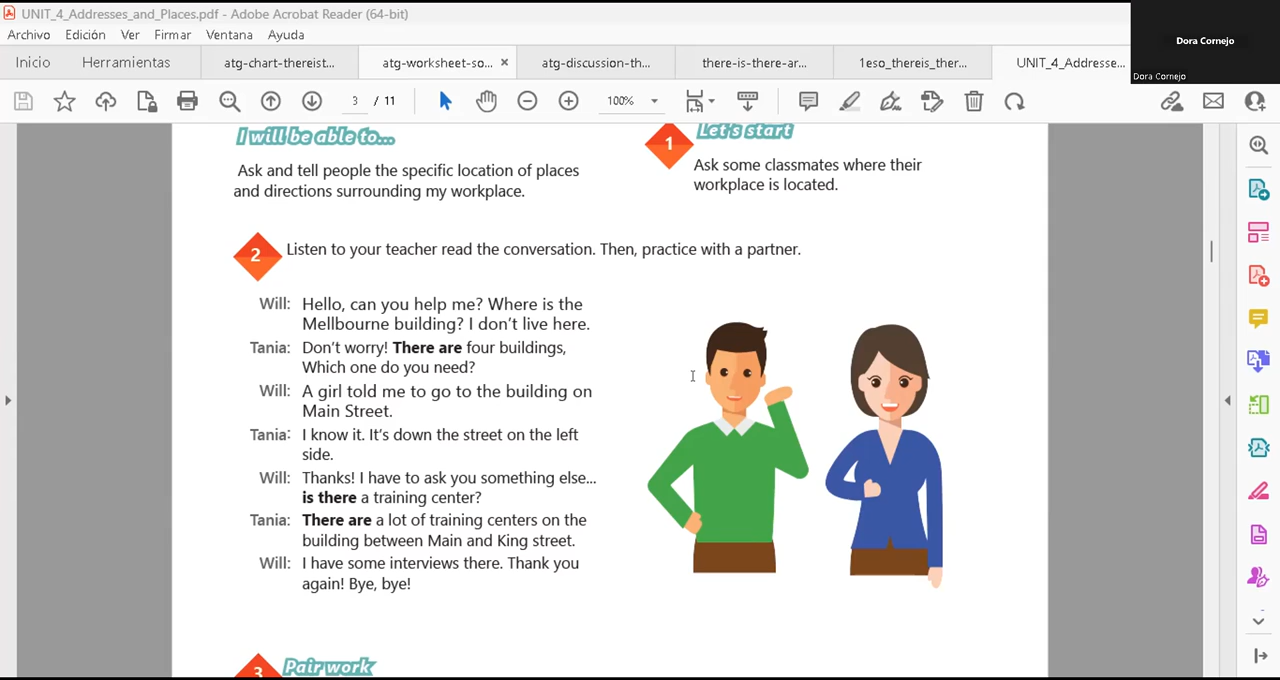 UNIT_4_Addresses_and_Places.pdf - Adobe Acrobat Reader (64-bit)
Archivo Edición Ver Firmar Ventana Ayuda
Dora Cornejo
Dora Cornejo
Inicio Herramientas atg-chart-thereist... atg-worksheet-so... × atg-discussion-th... there-is-there-ar... 1eso_thereis_ther... UNIT_4_Addresse...
3 / 11 100%
I will be able to...
Ask and tell people the specific location of places
and directions surrounding my workplace.
1 Let's start
Ask some classmates where their
workplace is located.
2 Listen to your teacher read the conversation. Then, practice with a partner.
Will: Hello, can you help me? Where is the
Mellbourne building? I don't live here.
Tania: Don't worry! There are four buildings,
Which one do you need?
Will: A girl told me to go to the building on
Main Street.
Tania: I know it. It's down the street on the left
side.
Will: Thanks! I have to ask you something else...
is there a training center?
Tania: There are a lot of training centers on the
building between Main and King street.
Will: I have some interviews there. Thank you
again! Bye, bye!
3 Pair work